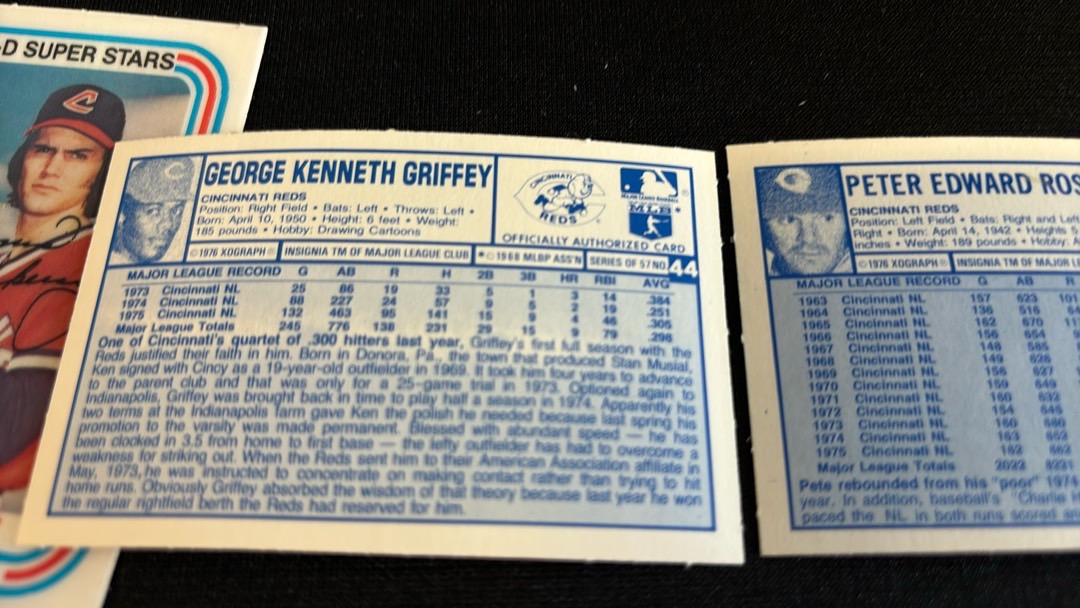 -D SUPER STARS
GEORGE KENNETH GRIFFEY
CINCINNATI REDS
Position: Right Field • Bats: Left • Throws: Left •
Born: April 10, 1950 • Height: 6 feet • Weight:
185 pounds • Hobby: Drawing Cartoons
CINCINNATI
REDS
MAJOR LEAGUE BASEBALL
MLB
OFFICIALLY AUTHORIZED CARD
©1976 XOGRAPH® INSIGNIA TM OF MAJOR LEAGUE CLUB *©1968 MLBP ASS'N SERIES OF 57 NO. 44
MAJOR LEAGUE RECORD G AB R H 2B 3B HR RBI AVG
1973 Cincinnati NL 25 86 19 33 5 1 3 14 .384
1974 Cincinnati NL 88 227 24 57 9 5 2 19 .251
1975 Cincinnati NL 132 463 95 141 15 9 4 46 .305
Major League Totals 245 776 138 231 29 15 9 79 .298
One of Cincinnati's quartet of .300 hitters last year, Griffey's first full season with the
Reds justified their faith in him. Born in Donora, Pa., the town that produced Stan Musial,
Ken signed with Cincy as a 19-year-old outfielder in 1969. It took him four years to advance
to the parent club and that was only for a 25-game trial in 1973. Optioned again to
Indianapolis, Griffey was brought back in time to play half a season in 1974. Apparently his
two terms at the Indianapolis farm gave Ken the polish he needed because last spring his
promotion to the varsity was made permanent. Blessed with abundant speed — he has
been clocked in 3.5 from home to first base — the lefty outfielder has had to overcome a
weakness for striking out. When the Reds sent him to their American Association affiliate in
May, 1973, he was instructed to concentrate on making contact rather than trying to hit
home runs. Obviously Griffey absorbed the wisdom of that theory because last year he won
the regular rightfield berth the Reds had reserved for him.
PETER EDWARD ROS
CINCINNATI REDS
Position: Left Field • Bats: Right and Left
Right • Born: April 14, 1942 • Heights 5
inches • Weight: 189 pounds • Hobby:
©1976 XOGRAPH® INSIGNIA TM OF MAJOR LE
MAJOR LEAGUE RECORD G AB R
1963 Cincinnati NL 157 623 101
1964 Cincinnati NL 136 516 64
1965 Cincinnati NL 162 670 11
1966 Cincinnati NL 156 654
1967 Cincinnati NL 148 585
1968 Cincinnati NL 149 626
1969 Cincinnati NL 156 627
1970 Cincinnati NL 159 649
1971 Cincinnati NL 160 632
1972 Cincinnati NL 154 645
1973 Cincinnati NL 160 680
1974 Cincinnati NL 163 652
1975 Cincinnati NL 162 662
Major League Totals 2022 8221
Pete rebounded from his "poor" 1974
year. In addition, baseball's "Charlie H
paced the NL in both runs scored an